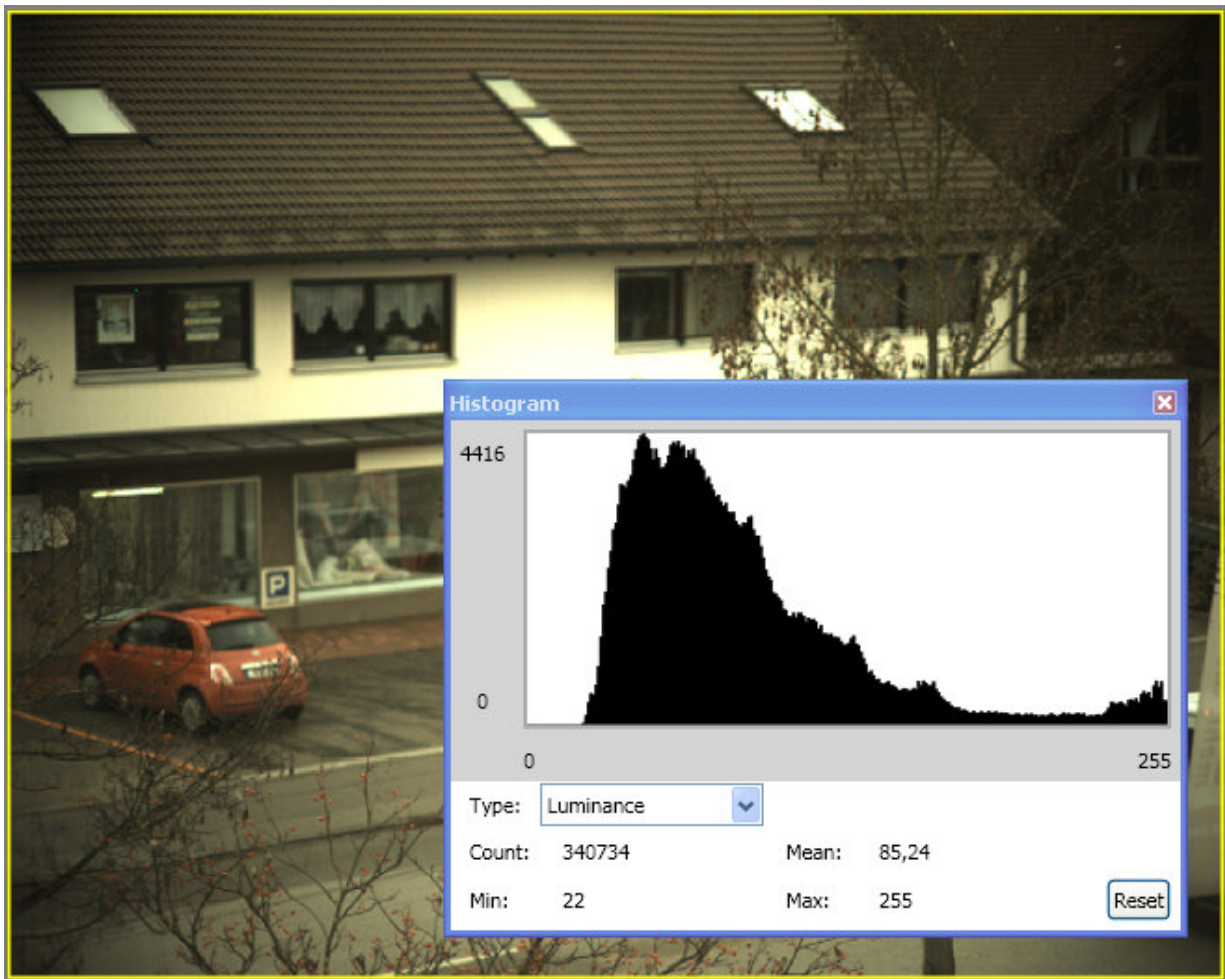 Histogram
4416
0
0 255
Type: Luminance
Count: 340734 Mean: 85,24
Min: 22 Max: 255 Reset
P